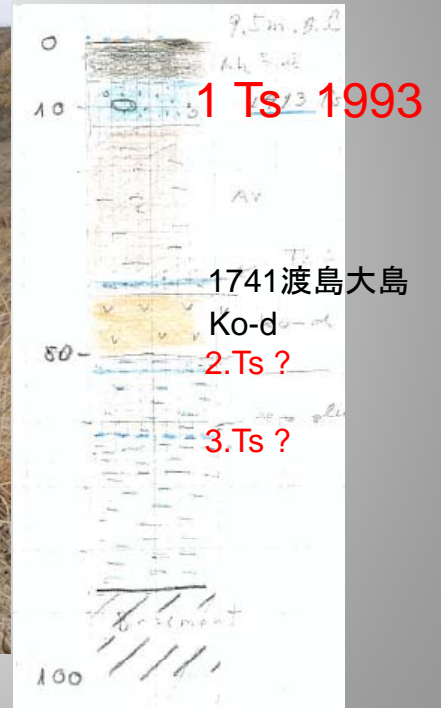 0
10
1 Ts 1993
1741渡島大島
Ko-d
50
2.Ts ?
3.Ts ?
Basement
100